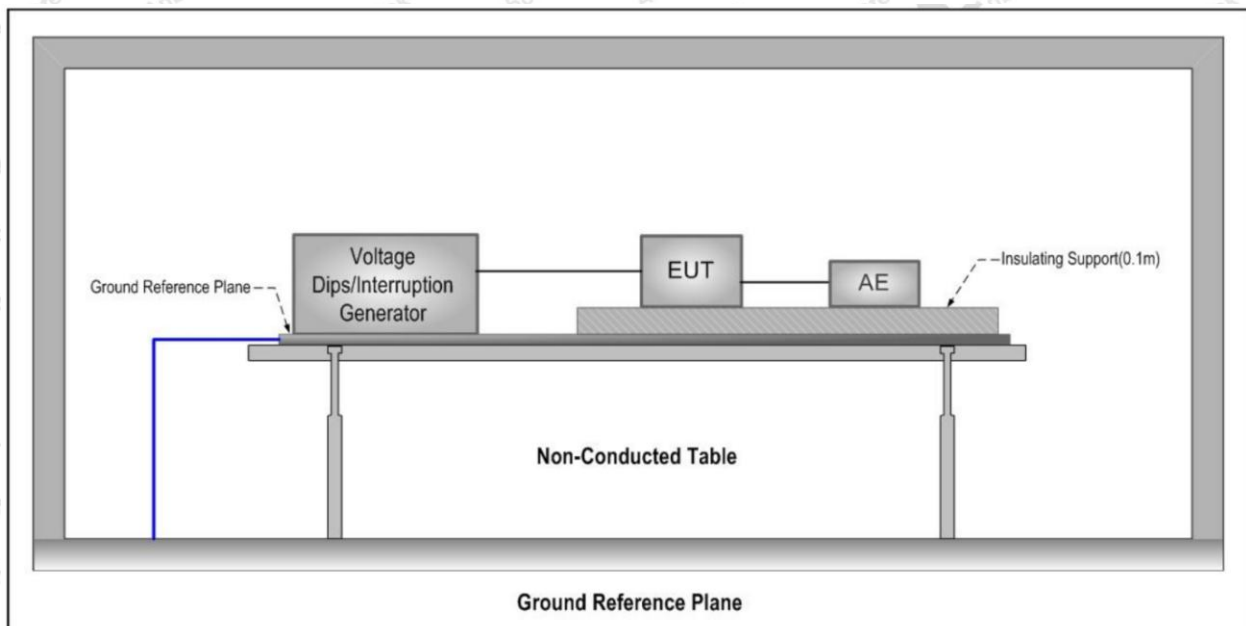 Voltage
Dips/Interruption
Generator
EUT
AE
Insulating Support(0.1m)
Ground Reference Plane
Non-Conducted Table
Ground Reference Plane